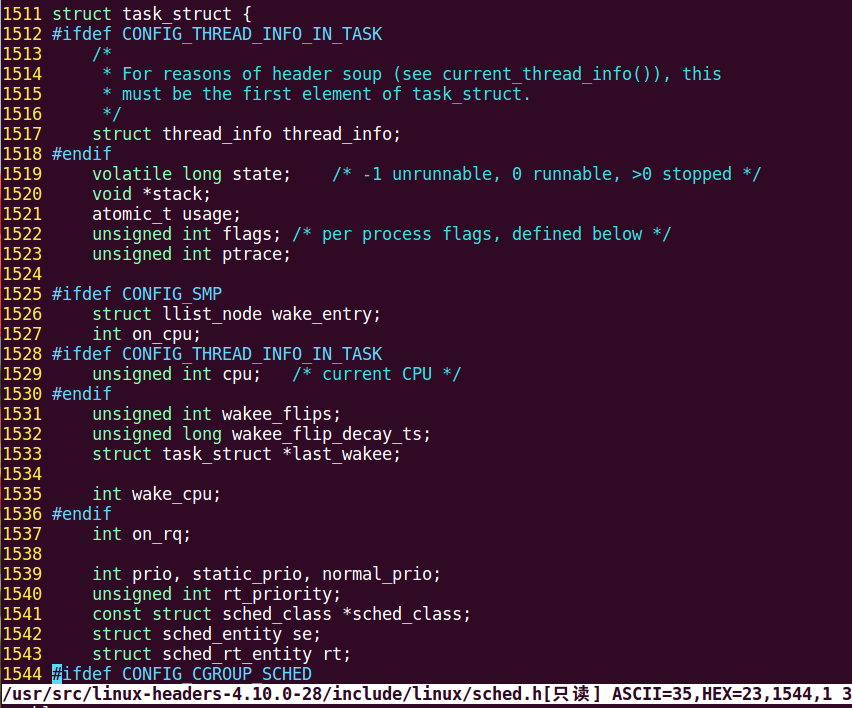 1511 struct task_struct {
1512 #ifdef CONFIG_THREAD_INFO_IN_TASK
1513     /*
1514      * For reasons of header soup (see current_thread_info()), this
1515      * must be the first element of task_struct.
1516      */
1517     struct thread_info thread_info;
1518 #endif
1519     volatile long state;    /* -1 unrunnable, 0 runnable, >0 stopped */
1520     void *stack;
1521     atomic_t usage;
1522     unsigned int flags; /* per process flags, defined below */
1523     unsigned int ptrace;
1524
1525 #ifdef CONFIG_SMP
1526     struct llist_node wake_entry;
1527     int on_cpu;
1528 #ifdef CONFIG_THREAD_INFO_IN_TASK
1529     unsigned int cpu;   /* current CPU */
1530 #endif
1531     unsigned int wakee_flips;
1532     unsigned long wakee_flip_decay_ts;
1533     struct task_struct *last_wakee;
1534
1535     int wake_cpu;
1536 #endif
1537     int on_rq;
1538
1539     int prio, static_prio, normal_prio;
1540     unsigned int rt_priority;
1541     const struct sched_class *sched_class;
1542     struct sched_entity se;
1543     struct sched_rt_entity rt;
1544 #ifdef CONFIG_CGROUP_SCHED
/usr/src/linux-headers-4.10.0-28/include/linux/sched.h[只读] ASCII=35,HEX=23,1544,1 3